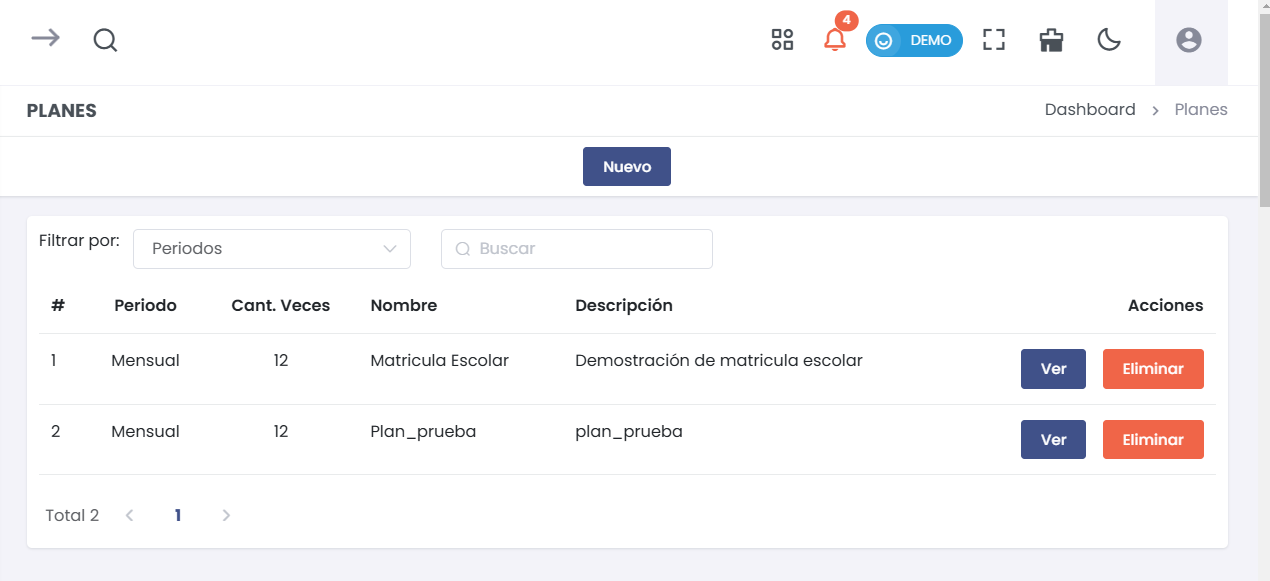 4
DEMO
PLANES
Dashboard > Planes
Nuevo
Filtrar por: Periodos Buscar
# Periodo Cant. Veces Nombre Descripción Acciones
1 Mensual 12 Matricula Escolar Demostración de matricula escolar Ver Eliminar
2 Mensual 12 Plan_prueba plan_prueba Ver Eliminar
Total 2 < 1 >